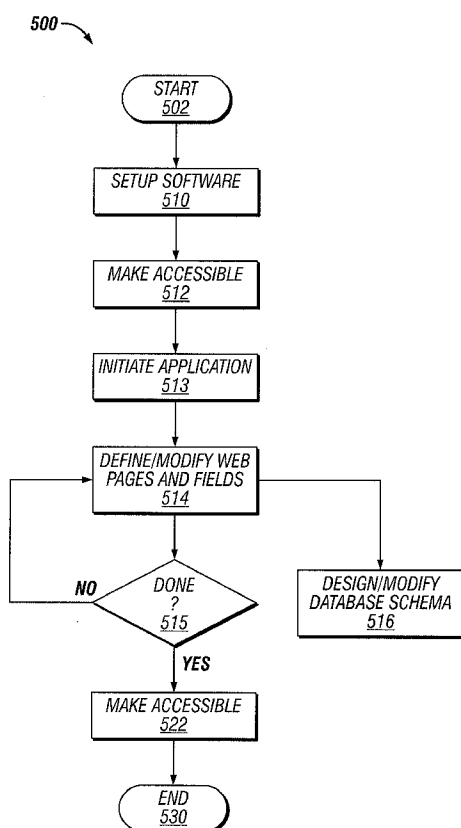 500
START
502
SETUP SOFTWARE
510
MAKE ACCESSIBLE
512
INITIATE APPLICATION
513
DEFINE/MODIFY WEB
PAGES AND FIELDS
514
NO
DONE
?
515
DESIGN/MODIFY
DATABASE SCHEMA
516
YES
MAKE ACCESSIBLE
522
END
530